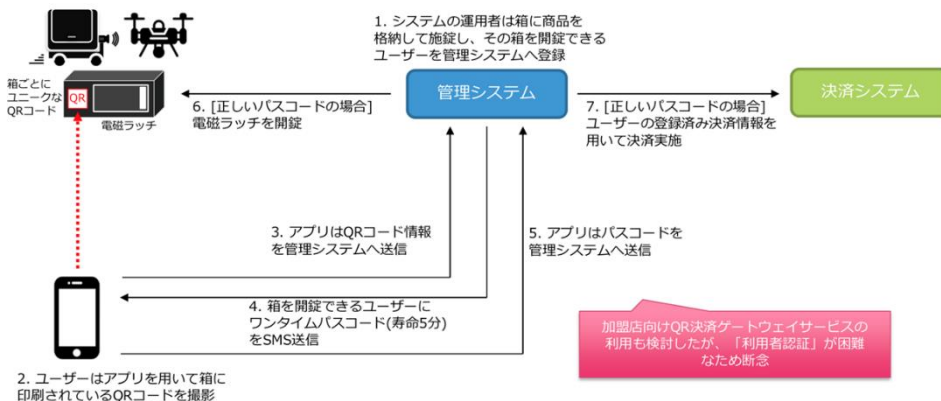 1. システムの運用者は箱に商品を
格納して施錠し、その箱を開錠できる
ユーザーを管理システムへ登録
箱ごとに
ユニークな
QRコード
QR
電磁ラッチ
管理システム
決済システム
6. [正しいパスコードの場合]
電磁ラッチを開錠
7. [正しいパスコードの場合]
ユーザーの登録済み決済情報を
用いて決済実施
3. アプリはQRコード情報
を管理システムへ送信
5. アプリはパスコードを
管理システムへ送信
4. 箱を開錠できるユーザーに
ワンタイムパスコード(寿命5分)
をSMS送信
加盟店向けQR決済ゲートウェイサービスの
利用も検討したが、「利用者認証」が困難
なため断念
2. ユーザーはアプリを用いて箱に
印刷されているQRコードを撮影